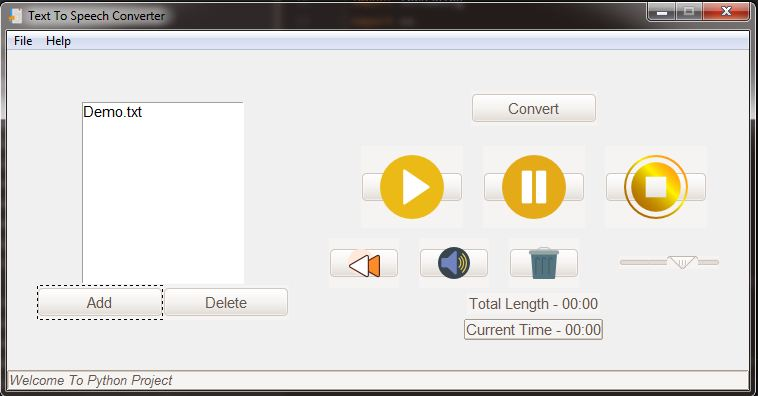 Text To Speech Converter
File Help
Demo.txt
Convert
Add Delete
Total Length - 00:00
Current Time - 00:00
Welcome To Python Project